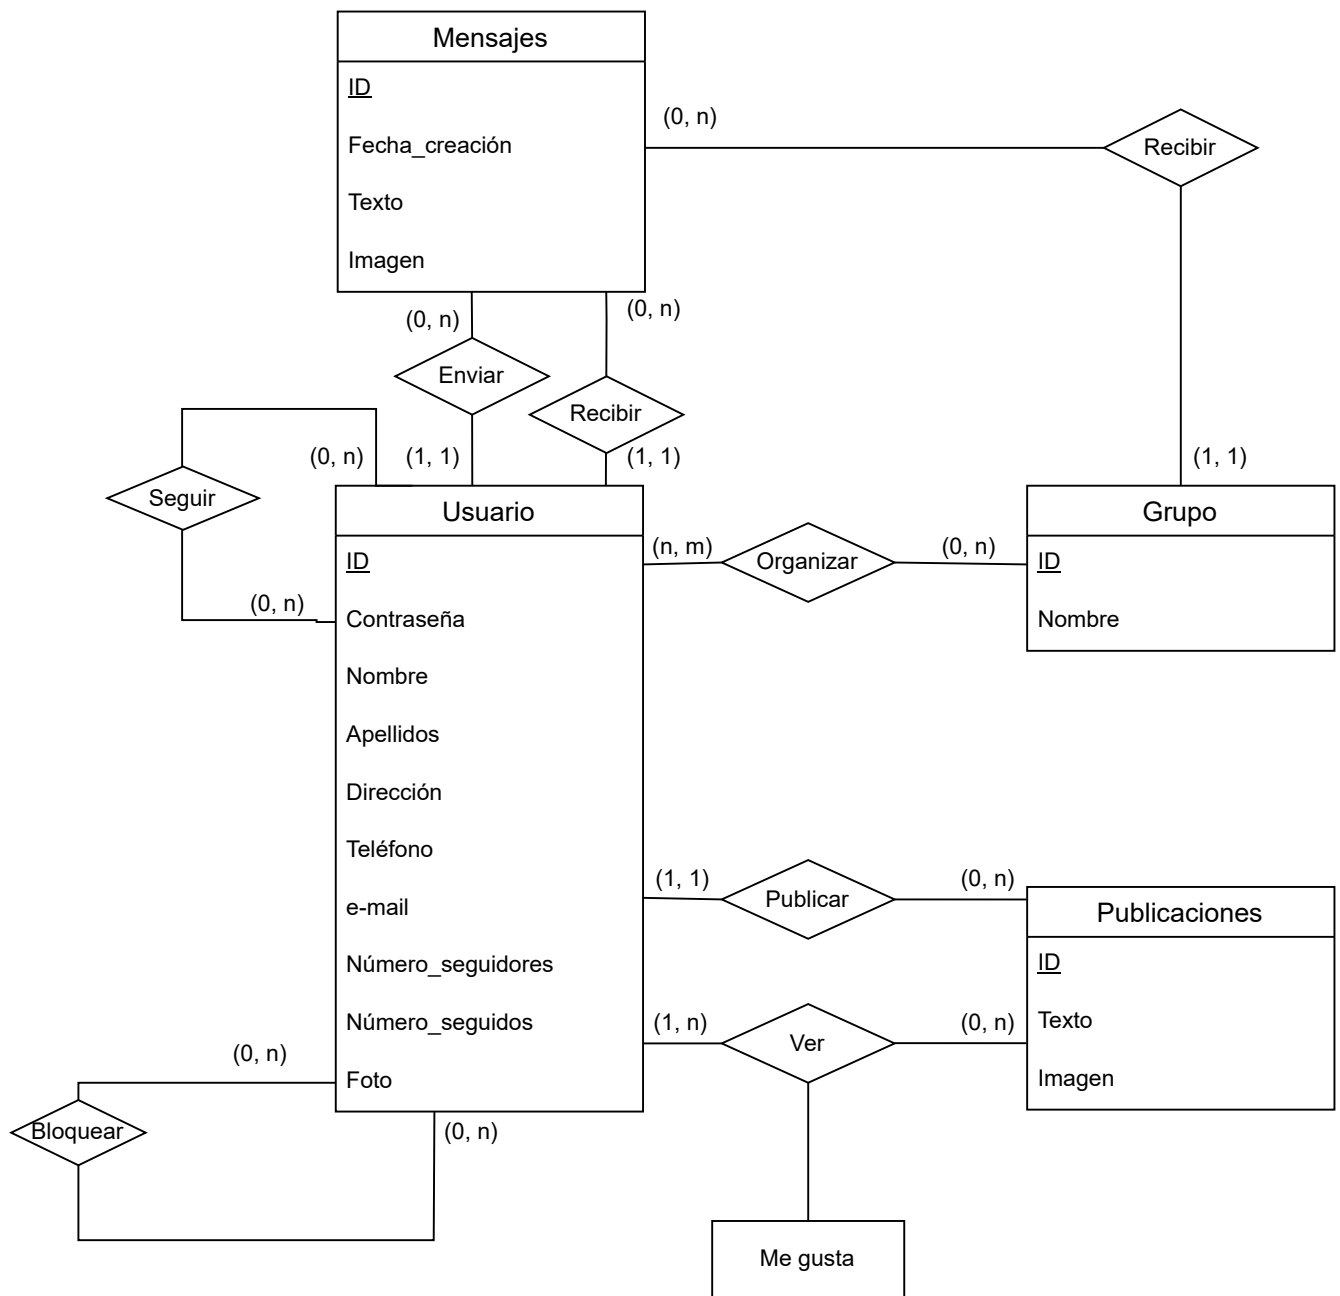 Mensajes
ID
Fecha_creación
Texto
Imagen
(0, n)
Recibir
(0, n)
(0, n)
Enviar
Recibir
(0, n)
(1, 1)
(1, 1)
(1, 1)
Seguir
(0, n)
Usuario
ID
Contraseña
Nombre
Apellidos
Dirección
Teléfono
e-mail
Número_seguidores
Número_seguidos
Foto
(n, m)
Organizar
(0, n)
Grupo
ID
Nombre
(1, 1)
Publicar
(0, n)
Publicaciones
ID
Texto
Imagen
(1, n)
Ver
(0, n)
(0, n)
Bloquear
(0, n)
Me gusta